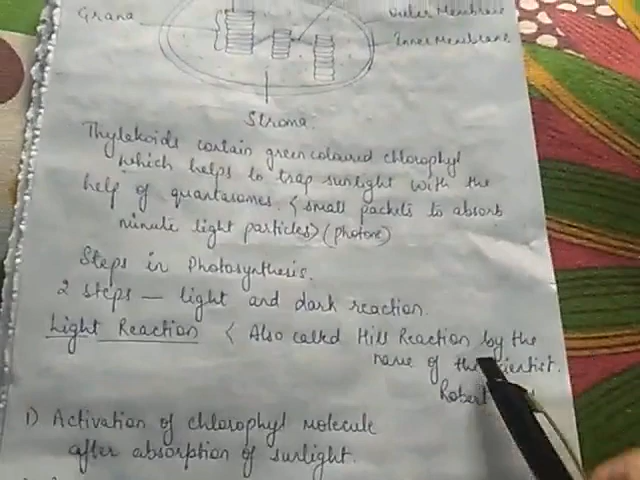 Grana
Outer Membrane
Inner Membrane
Stroma.
Thylakoids contain green coloured chlorophyl
which helps to trap sunlight with the
help of quantasomes. < small packets to absorb
minute light particles> (photons)
Steps in Photosynthesis.
2 steps — light and dark reaction.
Light Reaction < Also called Hill Reaction by the
name of the scientist.
Robert
1) Activation of chlorophyl molecule
after absorption of sunlight.